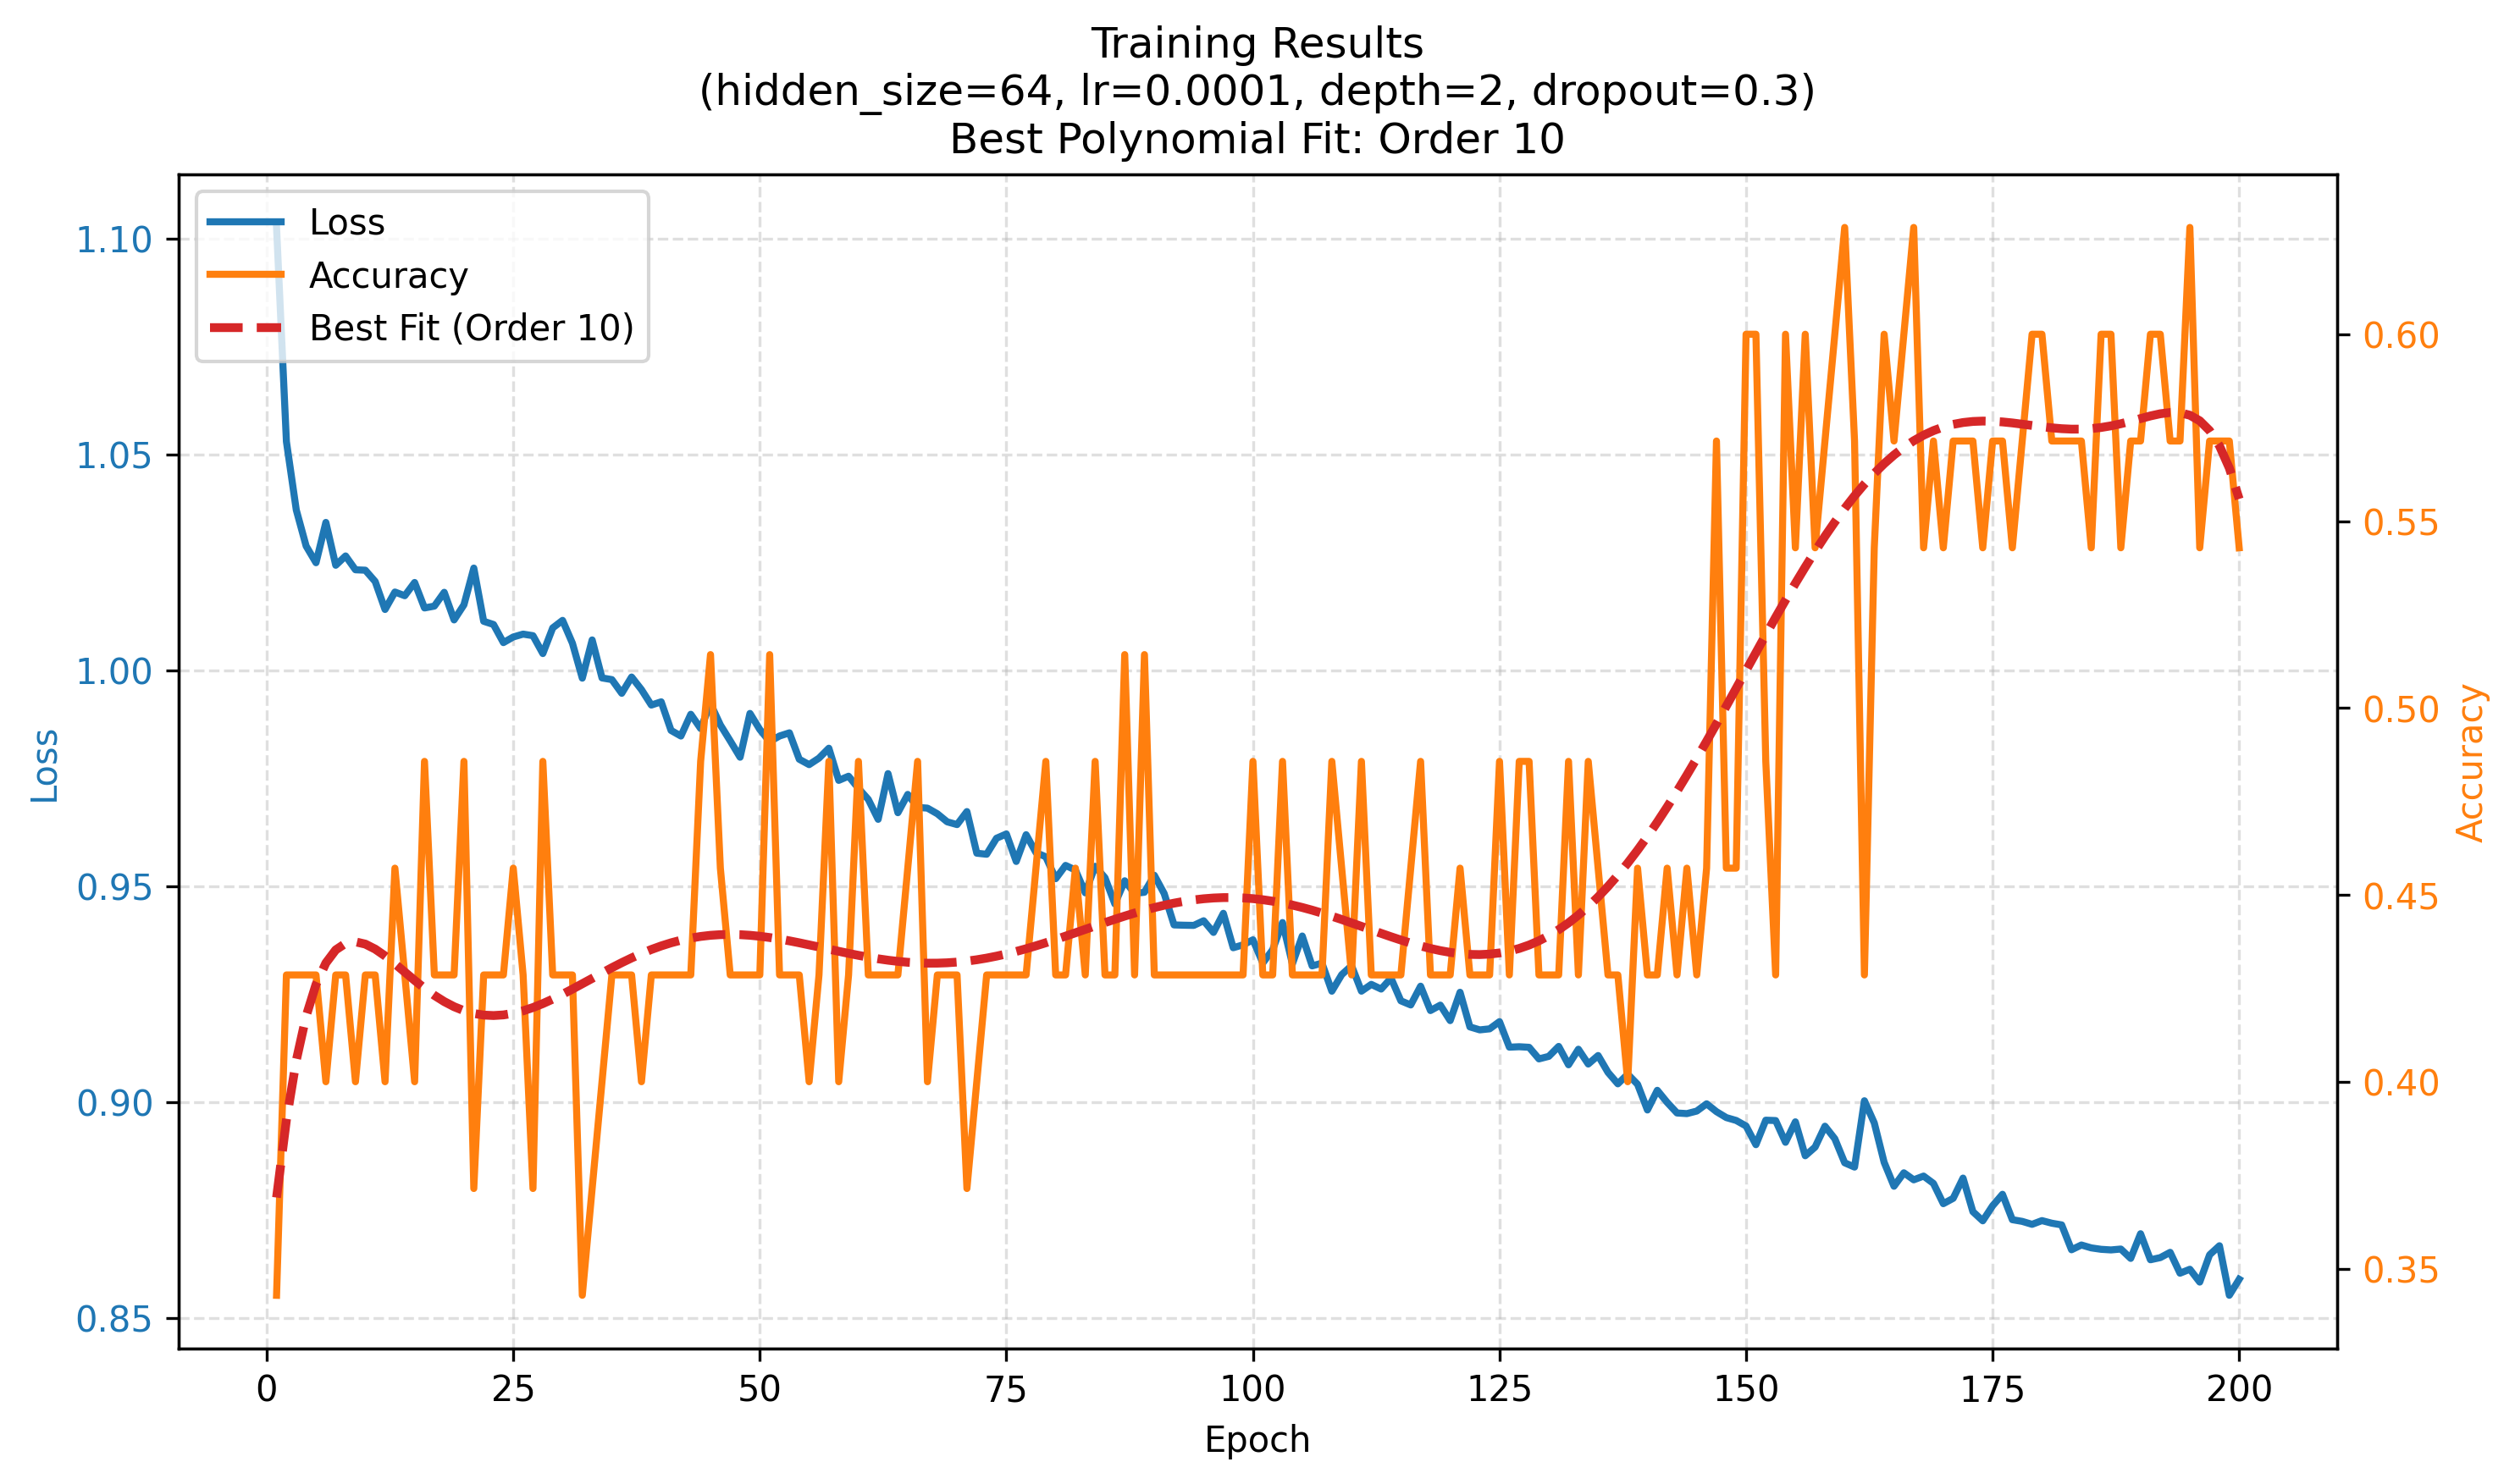 Training Results
(hidden_size=64, lr=0.0001, depth=2, dropout=0.3)
Best Polynomial Fit: Order 10
Loss
Accuracy
Best Fit (Order 10)
1.10
1.05
1.00
0.95
0.90
0.85
Loss
0.60
0.55
0.50
0.45
0.40
0.35
Accuracy
0 25 50 75 100 125 150 175 200
Epoch